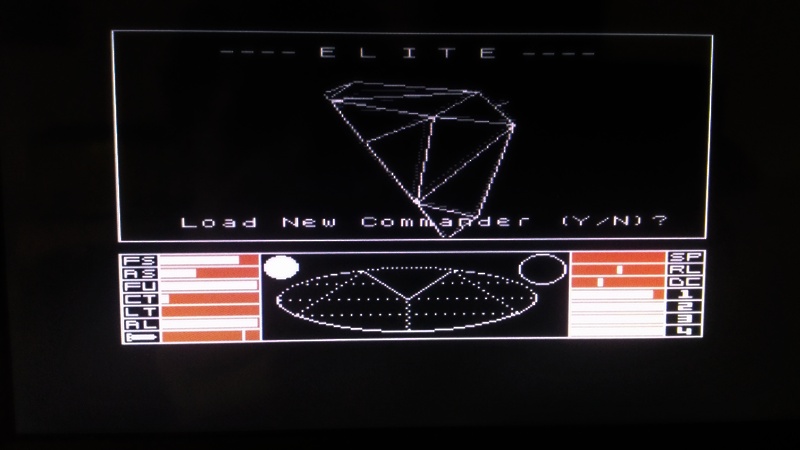 ---- E L I T E ----
Load New Commander (Y/N)?
FS
AS
FU
CT
LT
AL
SP
RL
DC
1
2
3
4